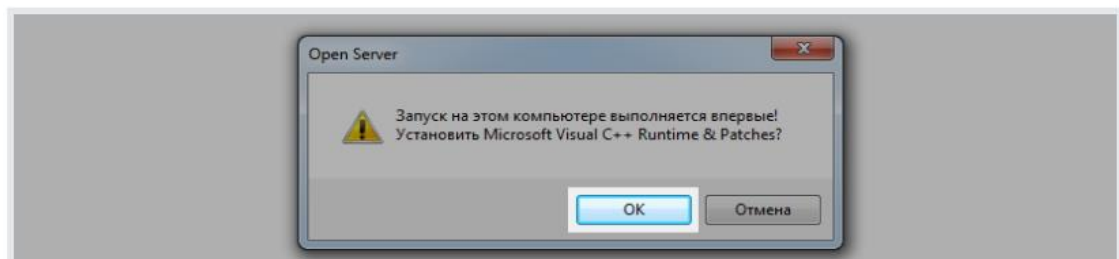 Open Server
Запуск на этом компьютере выполняется впервые!
Установить Microsoft Visual C++ Runtime & Patches?
OK
Отмена